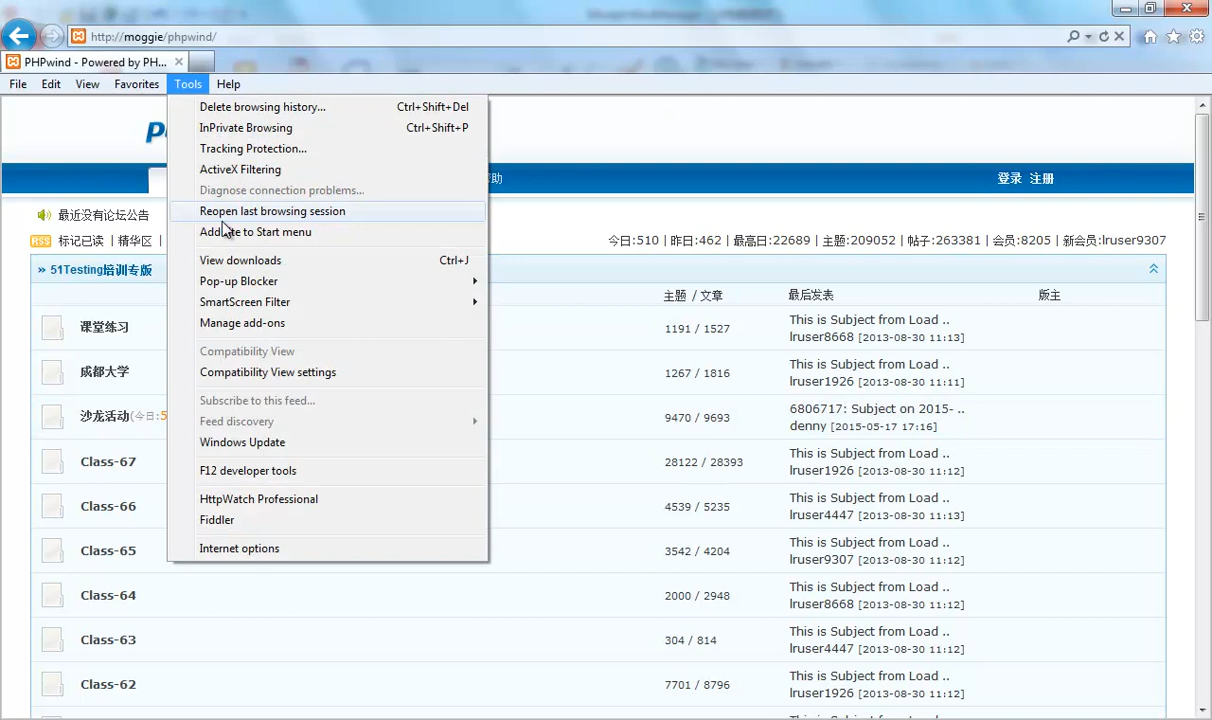 http://moggie/phpwind/
PHPwind - Powered by PH...
File Edit View Favorites Tools Help
Delete browsing history... Ctrl+Shift+Del
InPrivate Browsing Ctrl+Shift+P
Tracking Protection...
ActiveX Filtering
Diagnose connection problems...
Reopen last browsing session
to Start menu
View downloads Ctrl+J
Pop-up Blocker
SmartScreen Filter
Manage add-ons
Compatibility View
Compatibility View settings
Subscribe to this feed...
Feed discovery
Windows Update
F12 developer tools
HttpWatch Professional
Fiddler
Internet options
助
登录 注册
最近没有论坛公告
RSS 标记已读 | 精华区 |
今日:510 | 昨日:462 | 最高日:22689 | 主题:209052 | 帖子:263381 | 会员:8205 | 新会员:lruser9307
» 51Testing培训专版
主题 / 文章 最后发表 版主
课堂练习 1191 / 1527 This is Subject from Load ..
lruser8668 [2013-08-30 11:13]
成都大学 1267 / 1816 This is Subject from Load ..
lruser1926 [2013-08-30 11:11]
沙龙活动(今日:5 9470 / 9693 6806717: Subject on 2015- ..
denny [2015-05-17 17:16]
Class-67 28122 / 28393 This is Subject from Load ..
lruser1926 [2013-08-30 11:12]
Class-66 4539 / 5235 This is Subject from Load ..
lruser4447 [2013-08-30 11:13]
Class-65 3542 / 4204 This is Subject from Load ..
lruser9307 [2013-08-30 11:12]
Class-64 2000 / 2948 This is Subject from Load ..
lruser8668 [2013-08-30 11:12]
Class-63 304 / 814 This is Subject from Load ..
lruser4447 [2013-08-30 11:12]
Class-62 7701 / 8796 This is Subject from Load ..
lruser1926 [2013-08-30 11:12]